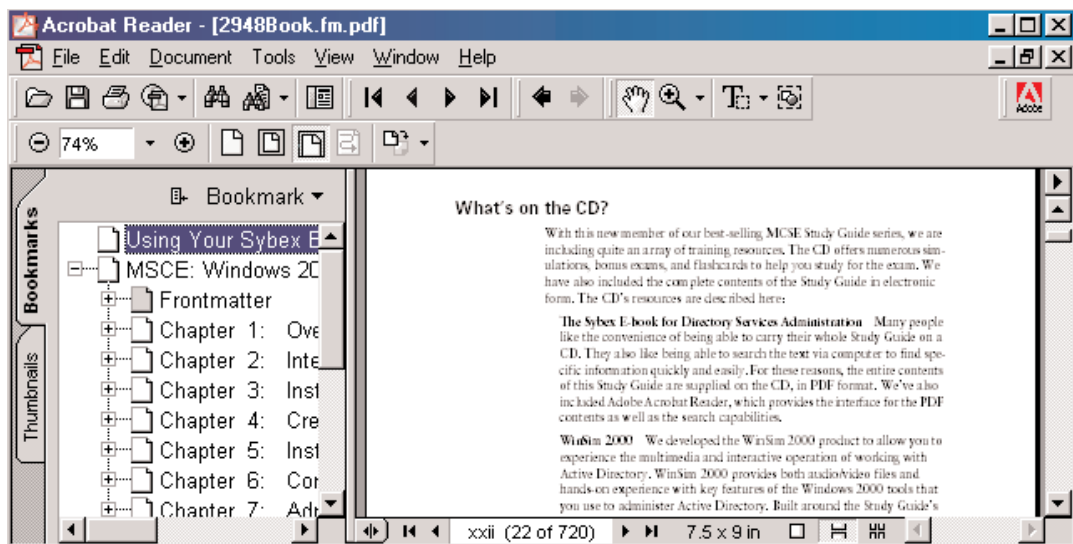 Acrobat Reader - [2948Book.fm.pdf]
File Edit Document Tools View Window Help
Adobe
74%
Bookmark
Bookmarks
Thumbnails
Using Your Sybex E
MSCE: Windows 20
Frontmatter
Chapter 1: Ove
Chapter 2: Inte
Chapter 3: Inst
Chapter 4: Cre
Chapter 5: Inst
Chapter 6: Cor
Chapter 7: Adr
What's on the CD?
With this new member of our best-selling MCSE Study Guide series, we are
including quite an array of training resources. The CD offers numerous sim-
ulations, bonus exams, and flashcards to help you study for the exam. We
have also included the complete contents of the Study Guide in electronic
form. The CD's resources are described here:
The Sybex E-book for Directory Services Administration Many people
like the convenience of being able to carry their whole Study Guide on a
CD. They also like being able to search the text via computer to find spe-
cific information quickly and easily. For these reasons, the entire contents
of this Study Guide are supplied on the CD, in PDF format. We've also
included Adobe Acrobat Reader, which provides the interface for the PDF
contents as well as the search capabilities.
WinSim 2000 We developed the WinSim 2000 product to allow you to
experience the multimedia and interactive operation of working with
Active Directory. WinSim 2000 provides both audio/video files and
hands-on experience with key features of the Windows 2000 tools that
you use to administer Active Directory. Built around the Study Guide's
xxii (22 of 720) 7.5 x 9 in